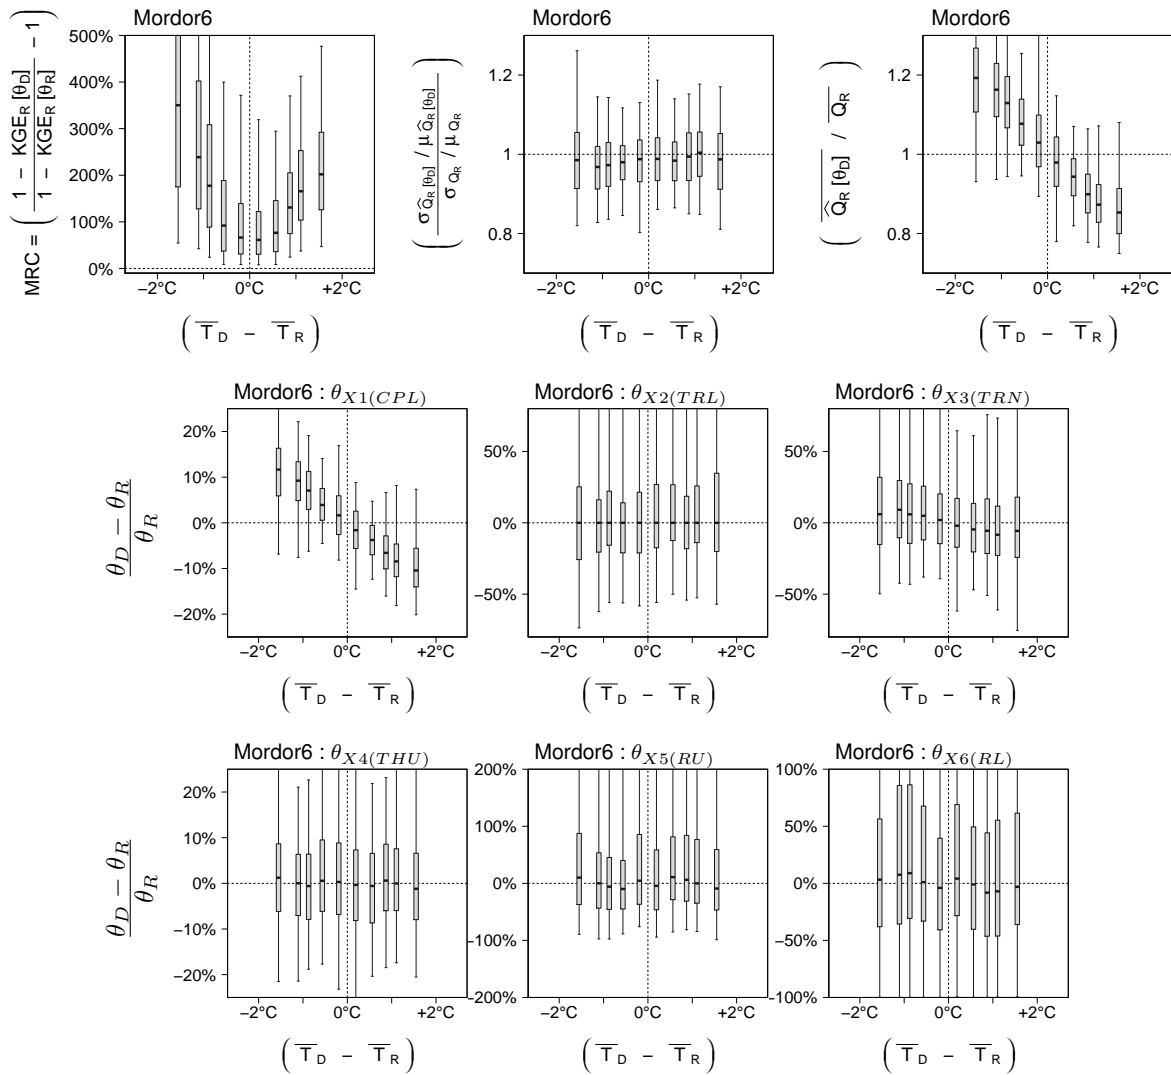 Mordor6 Mordor6 Mordor6
MRC = ( 1 − KGE_R [θ_D] / 1 − KGE_R [θ_R] − 1 )
500%
400%
300%
200%
100%
0%
−2°C 0°C +2°C
( T̅_D − T̅_R )
( σ_Q̂_R [θ_D] / μ_Q̂_R [θ_D] / σ_Q_R / μ_Q_R )
1.2
1
0.8
−2°C 0°C +2°C
( T̅_D − T̅_R )
( Q̂_R [θ_D] / Q_R )
1.2
1
0.8
−2°C 0°C +2°C
( T̅_D − T̅_R )
Mordor6 : θ_X1(CPL) Mordor6 : θ_X2(TRL) Mordor6 : θ_X3(TRN)
θ_D − θ_R
θ_R
20%
10%
0%
−10%
−20%
−2°C 0°C +2°C
( T̅_D − T̅_R )
50%
0%
−50%
−2°C 0°C +2°C
( T̅_D − T̅_R )
50%
0%
−50%
−2°C 0°C +2°C
( T̅_D − T̅_R )
Mordor6 : θ_X4(THU) Mordor6 : θ_X5(RU) Mordor6 : θ_X6(RL)
θ_D − θ_R
θ_R
20%
10%
0%
−10%
−20%
−2°C 0°C +2°C
( T̅_D − T̅_R )
200%
100%
0%
−100%
−200%
−2°C 0°C +2°C
( T̅_D − T̅_R )
100%
50%
0%
−50%
−100%
−2°C 0°C +2°C
( T̅_D − T̅_R )